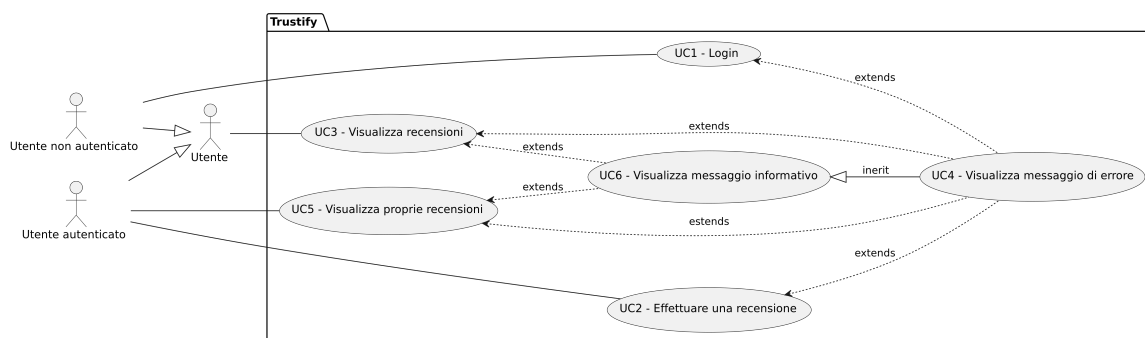 Trustify
UC1 - Login
extends
Utente non autenticato
UC3 - Visualizza recensioni
extends
Utente
extends
UC6 - Visualizza messaggio informativo
inerit
UC4 - Visualizza messaggio di errore
extends
UC5 - Visualizza proprie recensioni
estends
Utente autenticato
extends
UC2 - Effettuare una recensione